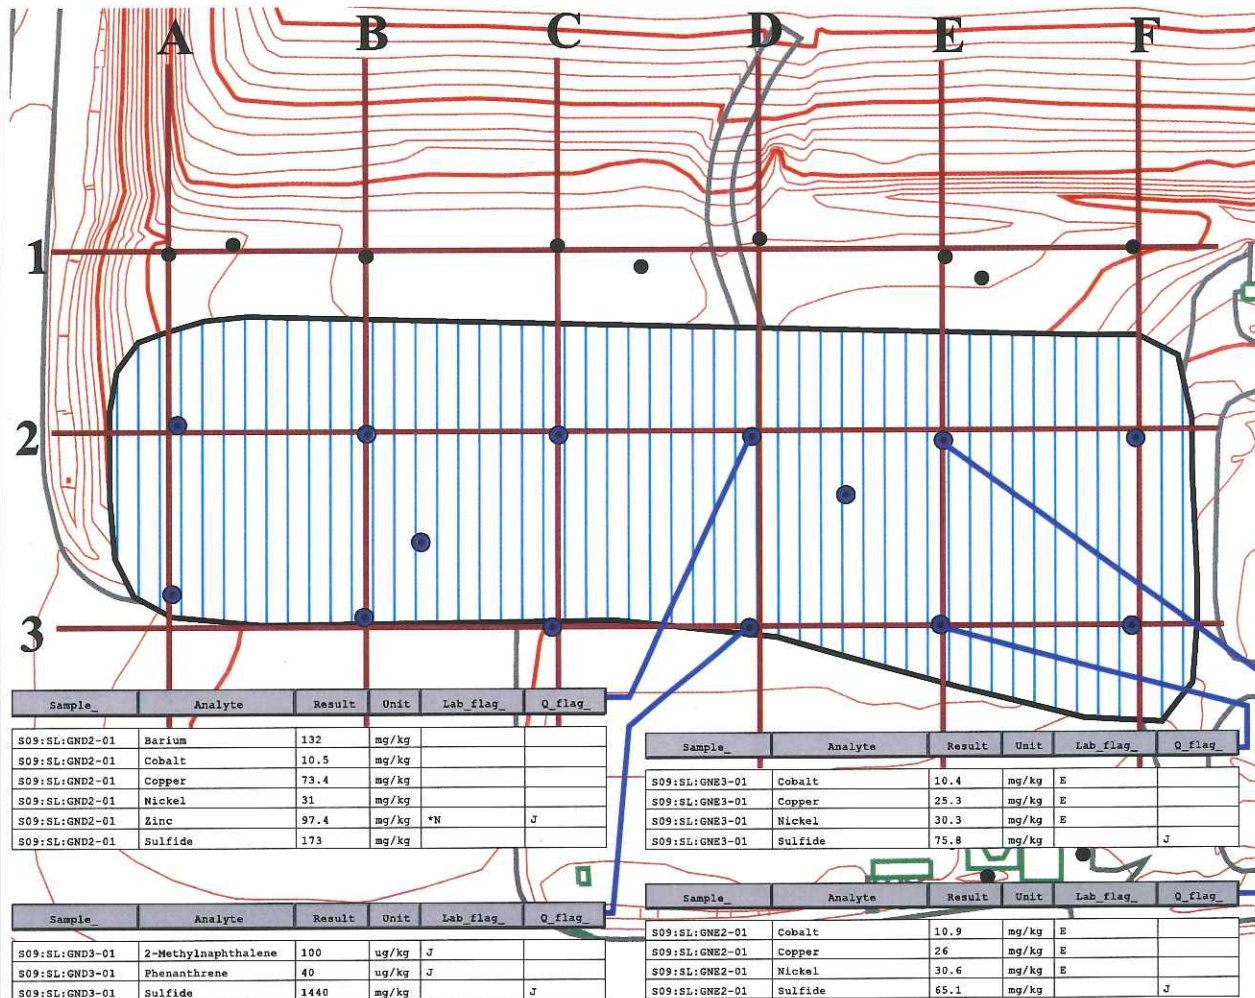 A B C D E F
1
2
3
Sample_ Analyte Result Unit Lab_flag_ Q_flag_
S09:SL:GND2-01 Barium 132 mg/kg
S09:SL:GND2-01 Cobalt 10.5 mg/kg
S09:SL:GND2-01 Copper 73.4 mg/kg
S09:SL:GND2-01 Nickel 31 mg/kg
S09:SL:GND2-01 Zinc 97.4 mg/kg *N J
S09:SL:GND2-01 Sulfide 173 mg/kg
Sample_ Analyte Result Unit Lab_flag_ Q_flag_
S09:SL:GNE3-01 Cobalt 10.4 mg/kg E
S09:SL:GNE3-01 Copper 25.3 mg/kg E
S09:SL:GNE3-01 Nickel 30.3 mg/kg E
S09:SL:GNE3-01 Sulfide 75.8 mg/kg J
Sample_ Analyte Result Unit Lab_flag_ Q_flag_
S09:SL:GND3-01 2-Methylnaphthalene 100 ug/kg J
S09:SL:GND3-01 Phenanthrene 40 ug/kg J
S09:SL:GND3-01 Sulfide 1440 mg/kg J
Sample_ Analyte Result Unit Lab_flag_ Q_flag_
S09:SL:GNE2-01 Cobalt 10.9 mg/kg E
S09:SL:GNE2-01 Copper 26 mg/kg E
S09:SL:GNE2-01 Nickel 30.6 mg/kg E
S09:SL:GNE2-01 Sulfide 65.1 mg/kg J